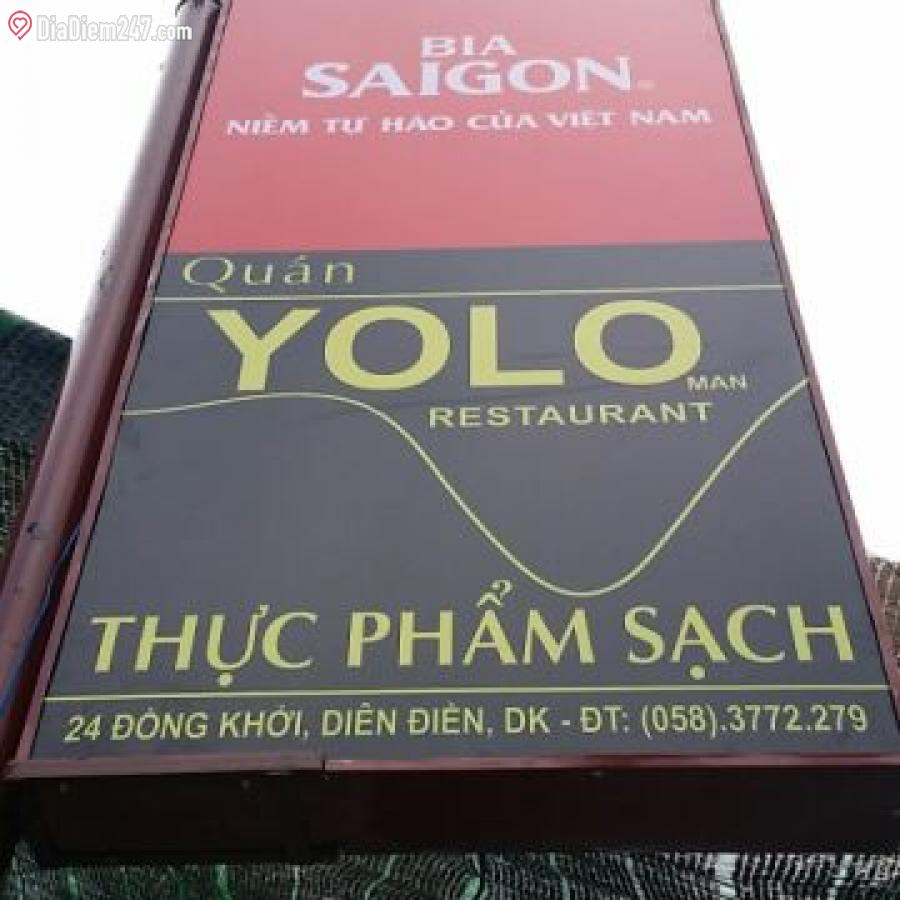 DiaDiem247.com
BIA
SAIGON®
NIỀM TỰ HÀO CỦA VIỆT NAM
Quán
YOLO
MAN
RESTAURANT
THỰC PHẨM SẠCH
24 ĐỒNG KHỞI, DIÊN ĐIỀN, DK - ĐT: (058).3772.279